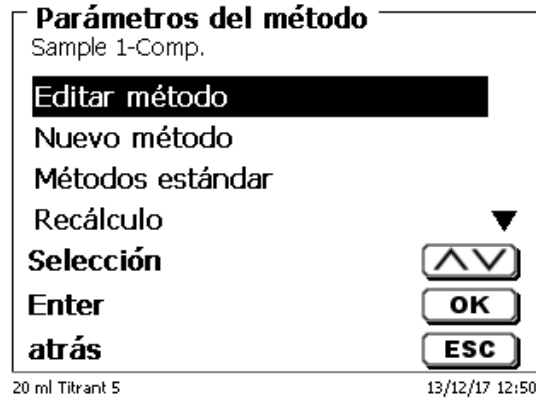 Parámetros del método
Sample 1-Comp.
Editar método
Nuevo método
Métodos estándar
Recálculo
Selección
Enter OK
atrás ESC
20 ml Titrant 5 13/12/17 12:50